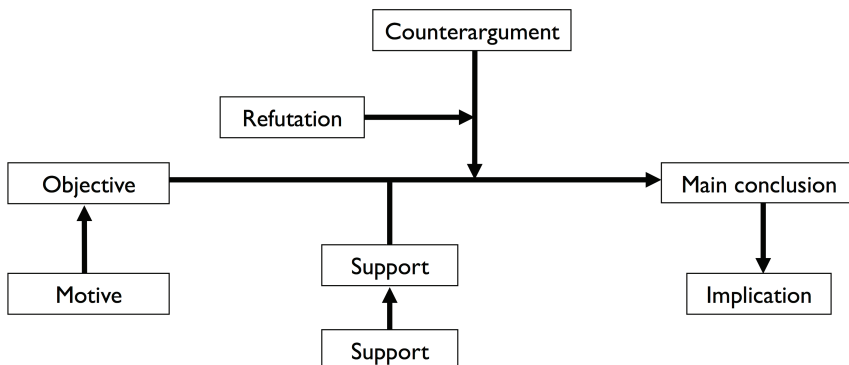 Counterargument
Refutation
Objective
Main conclusion
Support
Motive
Implication
Support